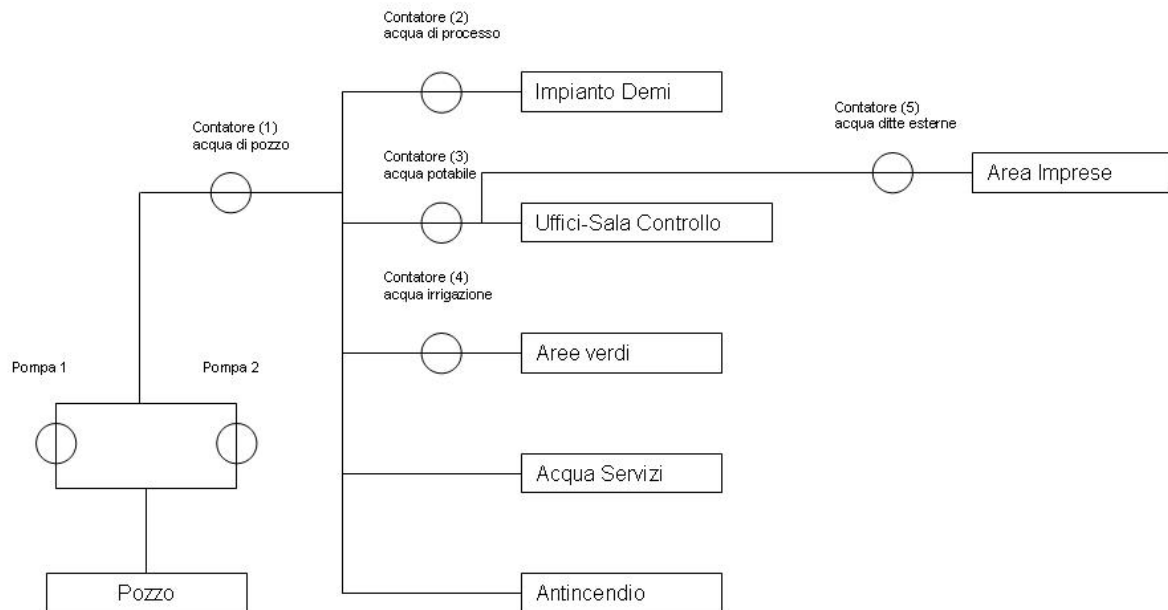 Contatore (2)
acqua di processo
Impianto Demi
Contatore (5)
acqua ditte esterne
Contatore (1)
acqua di pozzo
Contatore (3)
acqua potabile
Area Imprese
Uffici-Sala Controllo
Contatore (4)
acqua irrigazione
Aree verdi
Pompa 1
Pompa 2
Acqua Servizi
Pozzo
Antincendio